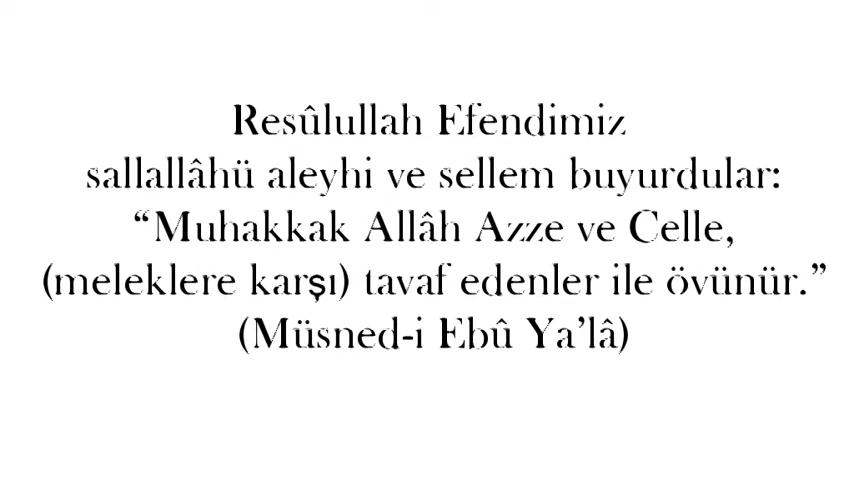 Resûlullah Efendimiz
sallallâhü aleyhi ve sellem buyurdular:
“Muhakkak Allâh Azze ve Celle,
(meleklere karşı) tavaf edenler ile övünür.”
(Müsned-i Ebû Ya’lâ)